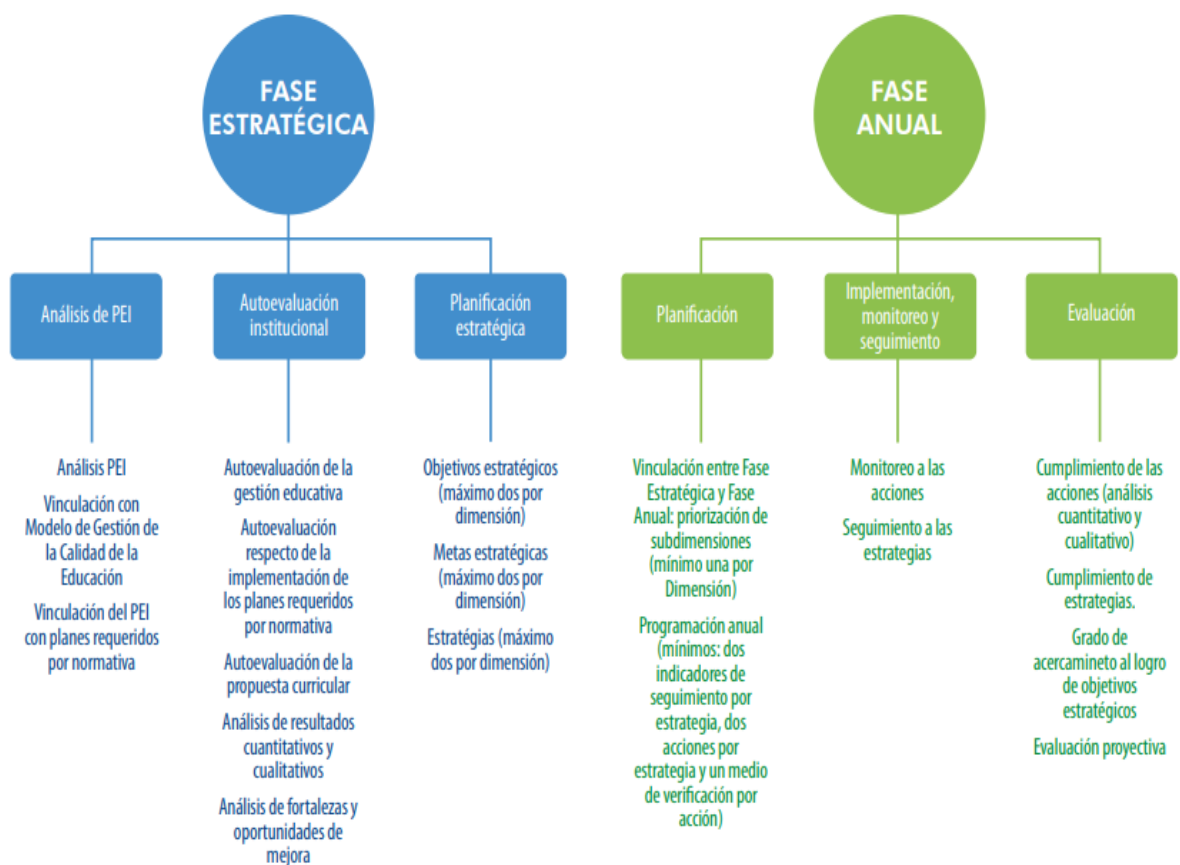 FASE
ESTRATÉGICA
Análisis de PEI
Autoevaluación
institucional
Planificación
estratégica
Análisis PEI
Vinculación con
Modelo de Gestión de
la Calidad de la
Educación
Vinculación del PEI
con planes requeridos
por normativa
Autoevaluación de la
gestión educativa
Autoevaluación
respecto de la
implementación de
los planes requeridos
por normativa
Autoevaluación de la
propuesta curricular
Análisis de resultados
cuantitativos y
cualitativos
Análisis de fortalezas y
oportunidades de
mejora
Objetivos estratégicos
(máximo dos por
dimensión)
Metas estratégicas
(máximo dos por
dimensión)
Estratégias (máximo
dos por dimensión)
FASE
ANUAL
Planificación
Implementación,
monitoreo y
seguimiento
Evaluación
Vinculación entre Fase
Estratégica y Fase
Anual: priorización de
subdimensiones
(mínimo una por
Dimensión)
Programación anual
(mínimos: dos
indicadores de
seguimiento por
estrategia, dos
acciones por
estrategia y un medio
de verificación por
acción)
Monitoreo a las
acciones
Seguimiento a las
estrategias
Cumplimiento de las
acciones (análisis
cuantitativo y
cualitativo)
Cumplimiento de
estrategias.
Grado de
acercamineto al logro
de objetivos
estratégicos
Evaluación proyectiva